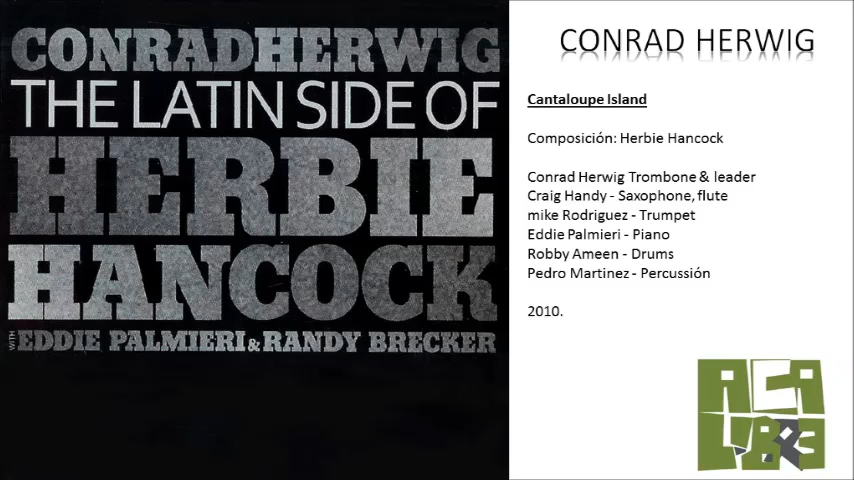 CONRADHERWIG
THE LATIN SIDE OF
HERBIE
HANCOCK
WITH EDDIE PALMIERI & RANDY BRECKER
CONRAD HERWIG
Cantaloupe Island
Composición: Herbie Hancock
Conrad Herwig Trombone & leader
Craig Handy - Saxophone, flute
mike Rodriguez - Trumpet
Eddie Palmieri - Piano
Robby Ameen - Drums
Pedro Martinez - Percussión
2010.
ACA